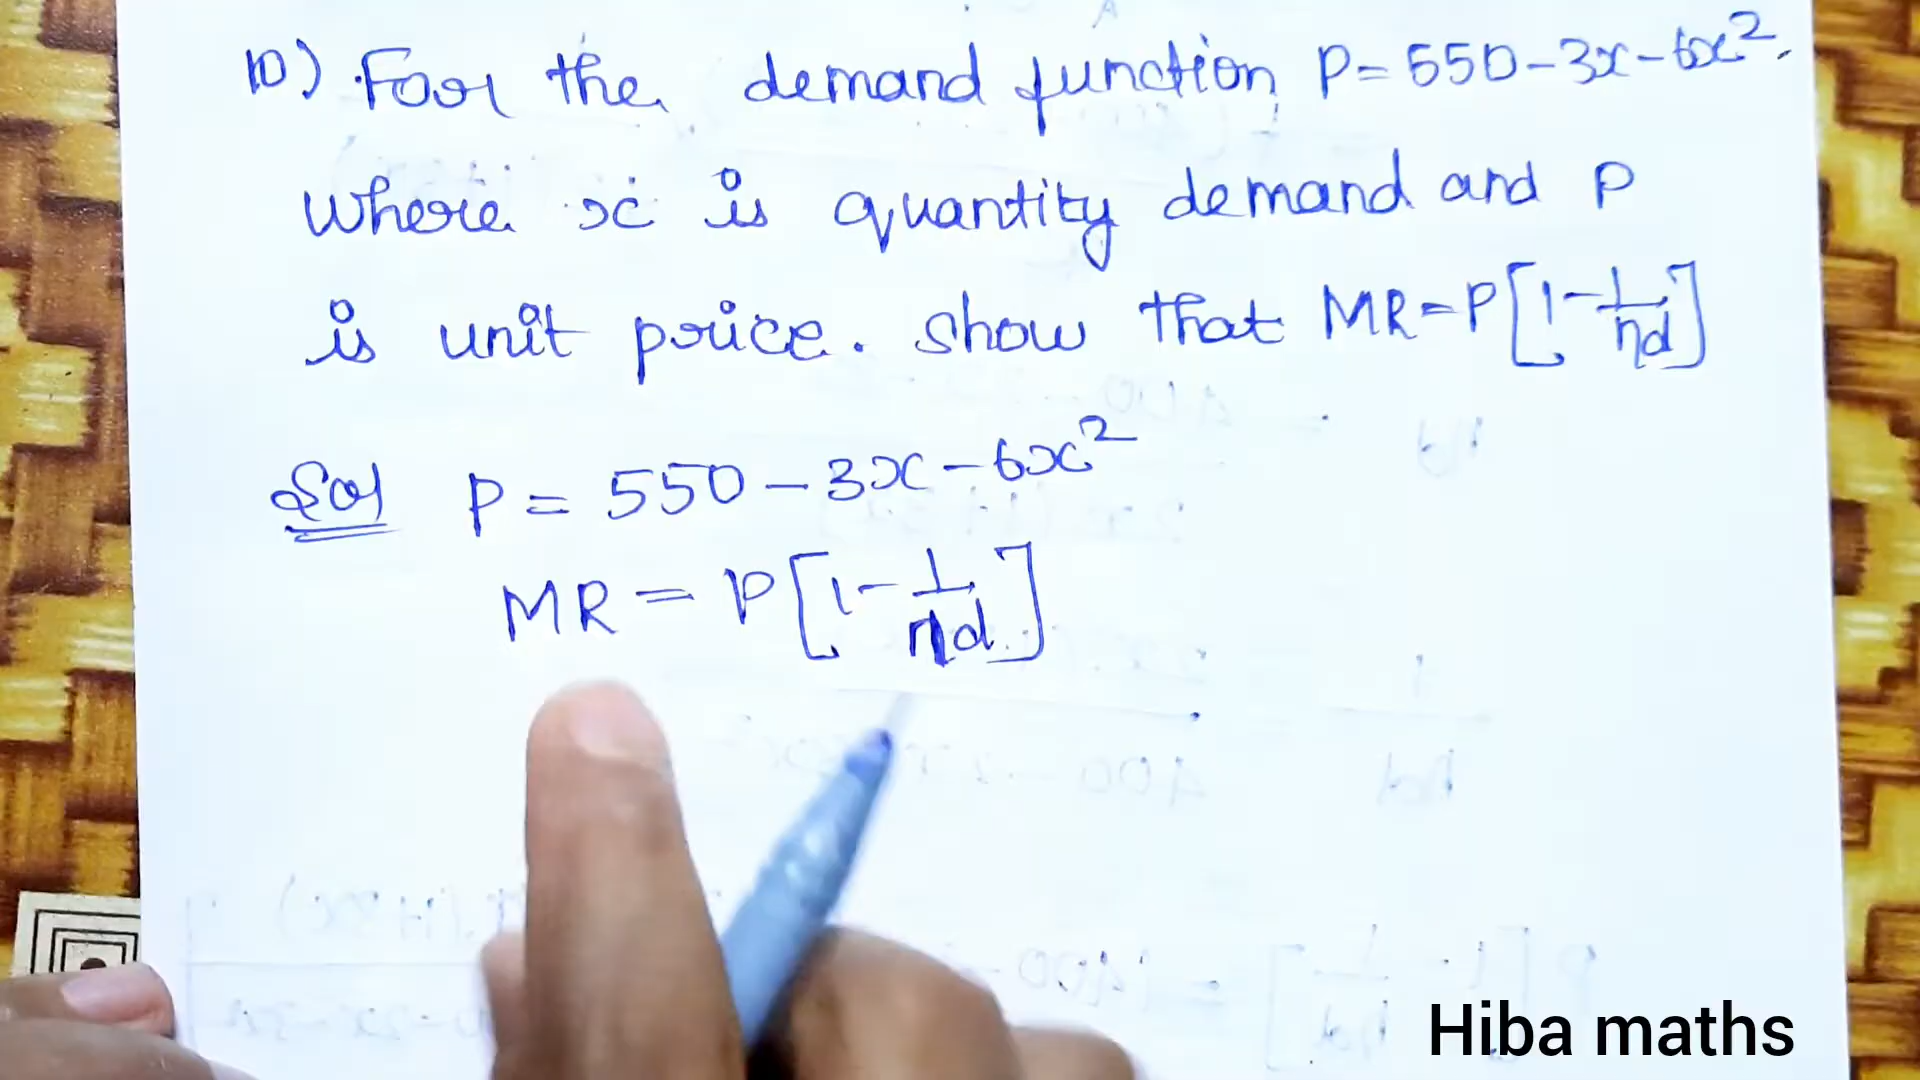 10) For the demand function P = 550 - 3x - 6x².
where x is quantity demand and P
is unit price. show that MR = P[1 - 1/ηd]
Sol P = 550 - 3x - 6x²
MR = P[1 - 1/ηd]
Hiba maths